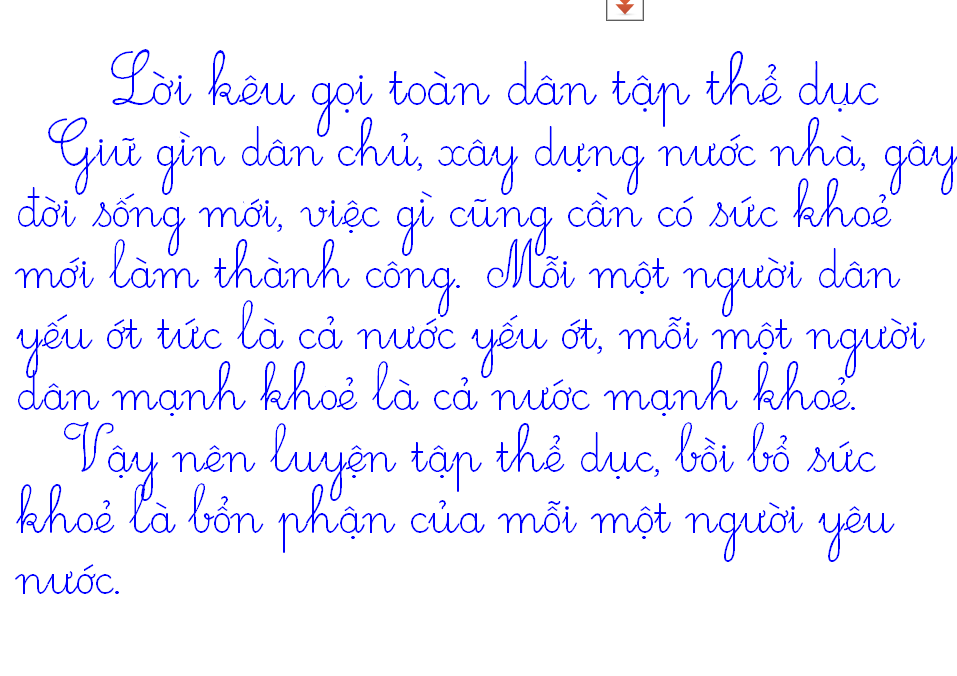 Lời kêu gọi toàn dân tập thể dục
Giữ gìn dân chủ, xây dựng nước nhà, gây
đời sống mới, việc gì cũng cần có sức khoẻ
mới làm thành công. Mỗi một người dân
yếu ớt tức là cả nước yếu ớt, mỗi một người
dân mạnh khoẻ là cả nước mạnh khoẻ.
Vậy nên luyện tập thể dục, bồi bổ sức
khoẻ là bổn phận của mỗi một người yêu
nước.